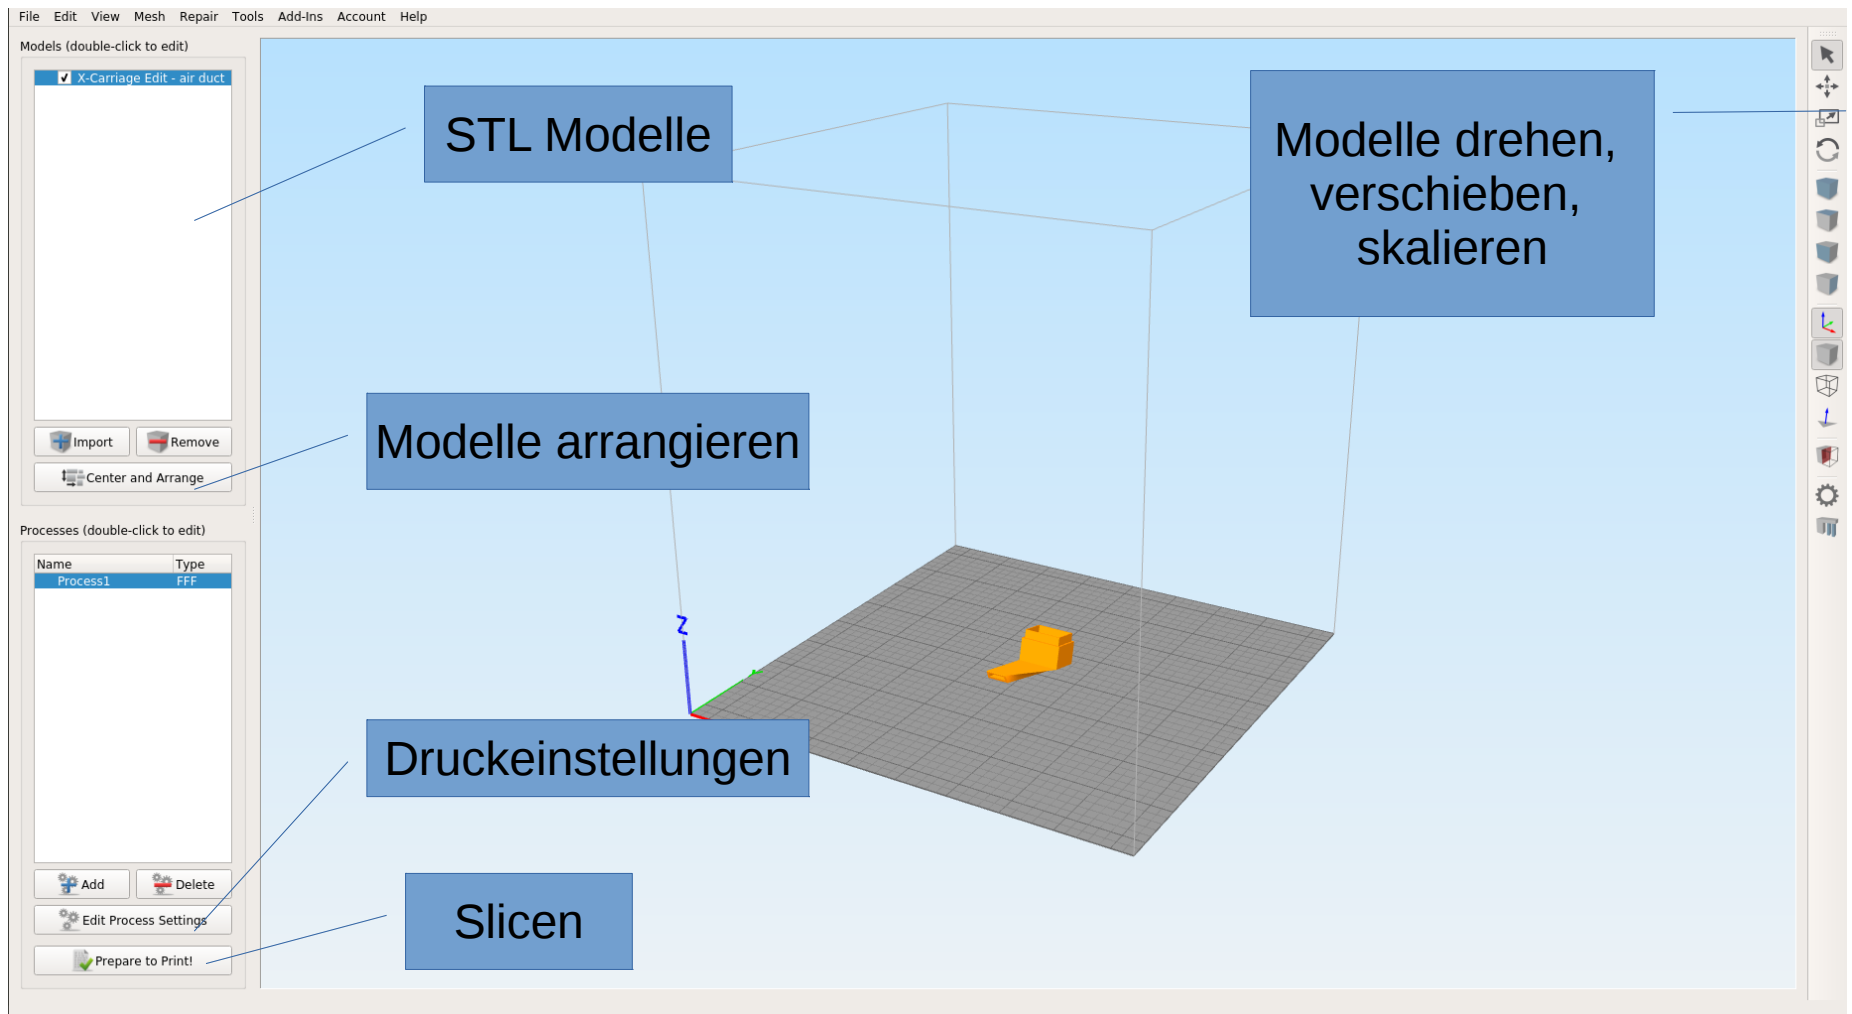 File Edit View Mesh Repair Tools Add-Ins Account Help
Models (double-click to edit)
X-Carriage Edit - air duct
STL Modelle
Modelle drehen,
verschieben,
skalieren
Import Remove
Center and Arrange
Modelle arrangieren
Processes (double-click to edit)
Name Type
Process1 FFF
Z
Druckeinstellungen
Add Delete
Edit Process Settings
Prepare to Print!
Slicen